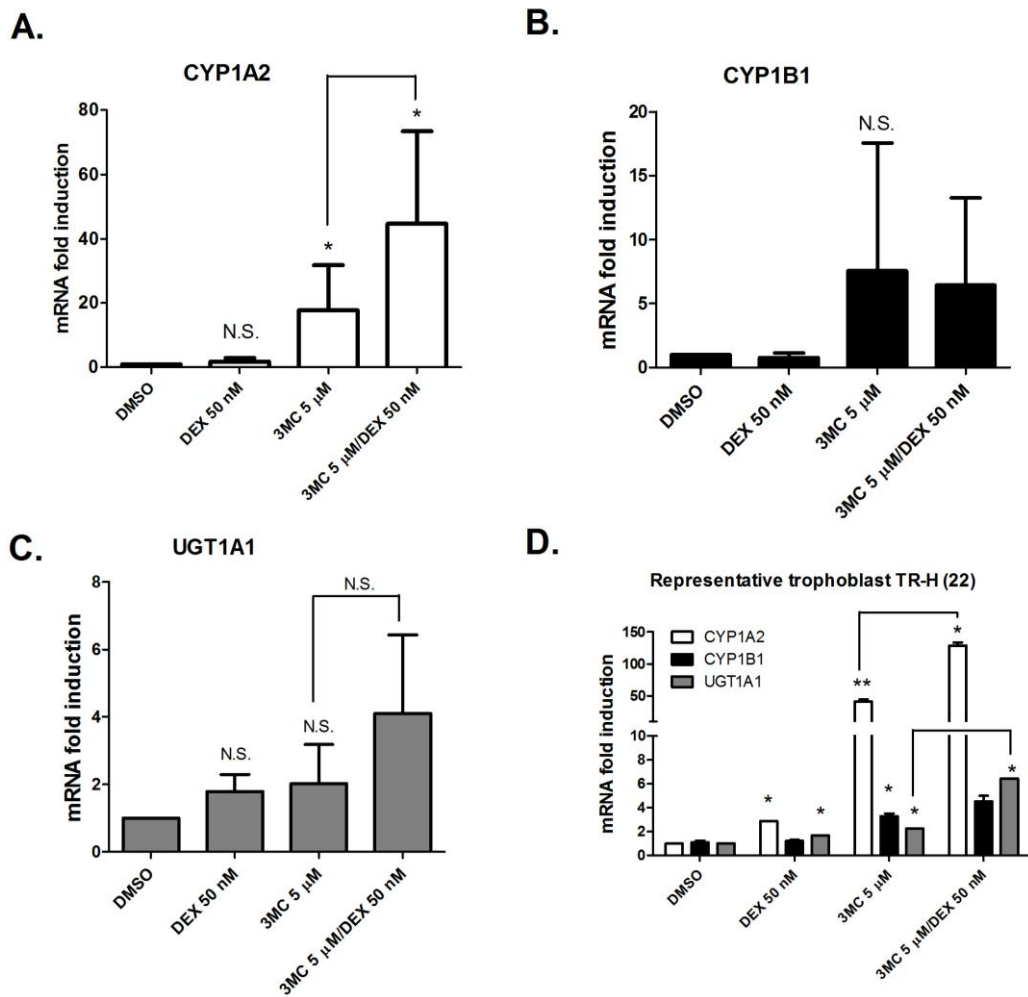 A.
CYP1A2
mRNA fold induction
80
60
40
20
0
N.S.
*
*
DMSO
DEX 50 nM
3MC 5 μM
3MC 5 μM/DEX 50 nM
B.
CYP1B1
mRNA fold induction
20
15
10
5
0
N.S.
DMSO
DEX 50 nM
3MC 5 μM
3MC 5 μM/DEX 50 nM
C.
UGT1A1
mRNA fold induction
8
6
4
2
0
N.S.
N.S.
N.S.
DMSO
DEX 50 nM
3MC 5 μM
3MC 5 μM/DEX 50 nM
D.
Representative trophoblast TR-H (22)
CYP1A2
CYP1B1
UGT1A1
mRNA fold induction
150
100
50
8
6
4
2
0
*
*
**
*
*
*
*
DMSO
DEX 50 nM
3MC 5 μM
3MC 5 μM/DEX 50 nM